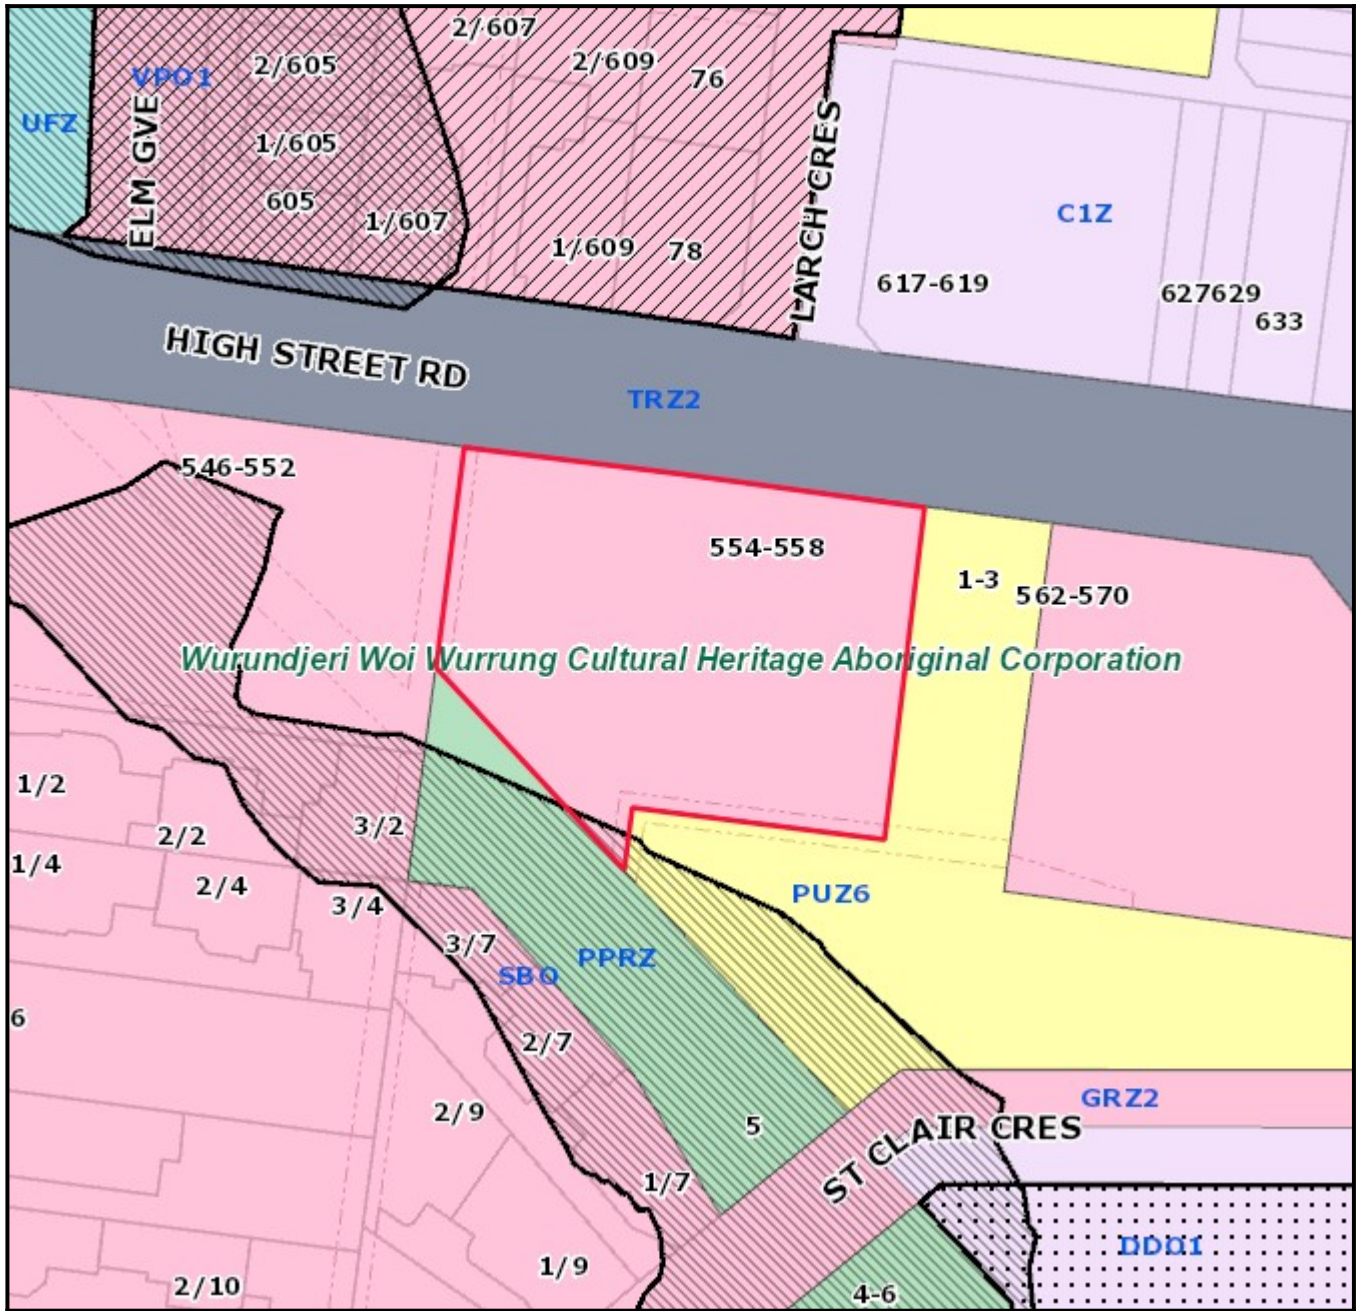 2/607
2/605
2/609
76
VPO1
UFZ
ELM GVE
1/605
LARCH CRES
605
1/607
C1Z
1/609
78
617-619
627629
633
HIGH STREET RD
TRZ2
546-552
554-558
1-3
562-570
Wurundjeri Woi Wurrung Cultural Heritage Aboriginal Corporation
1/2
2/2
3/2
1/4
2/4
3/4
PUZ6
3/7
SBO
PPRZ
6
2/7
2/9
5
GRZ2
ST CLAIR CRES
1/7
DDO1
1/9
2/10
4-6